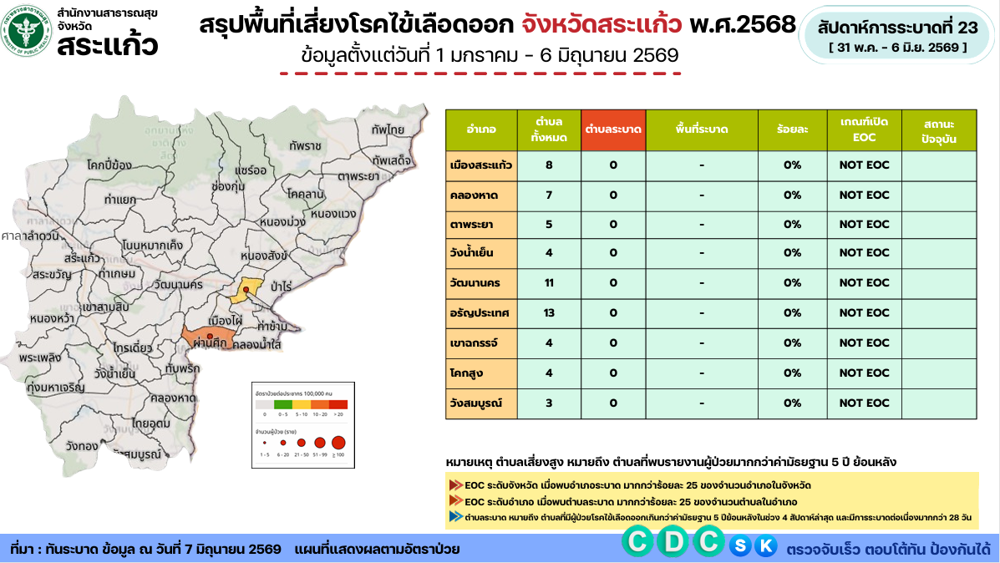 สำนักงานสาธารณสุข
จังหวัด
สระแก้ว
กระทรวงสาธารณสุข
MINISTRY OF PUBLIC HEALTH
สรุปพื้นที่เสี่ยงโรคไข้เลือดออก จังหวัดสระแก้ว พ.ศ.2568
ข้อมูลตั้งแต่วันที่ 1 มกราคม - 6 มิถุนายน 2569
สัปดาห์การระบาดที่ 23
[ 31 พ.ค. - 6 มิ.ย. 2569 ]
ทัพไทย
ทัพราช
ทัพเสด็จ
โคกปี่ฆ้อง
แซร์ออ
ตาพระยา
ช่องกุ่ม
โคคลาน
ท่าแยก
หนองแวง
หนองม่วง
ศาลาลำดวน
โนนหมากเค็ง
หนองสังข์
สระแก้ว
สระขวัญ
ท่าเกษม
วัฒนานคร
ป่าไร่
เขาสามสิบ
หนองหว้า
เมืองไผ่
ท่าข้าม
ผ่านศึก
คลองน้ำใส
ไทรเดี่ยว
พระเพลิง
วังน้ำเย็น
ทับพริก
ทุ่งมหาเจริญ
คลองหาด
ไทยอุดม
วังทอง
วังสมบูรณ์
อัตราป่วยต่อประชากร 100,000 คน
0 0 - 5 5 - 10 10 - 20 > 20
จำนวนผู้ป่วย (ราย)
1 - 5 6 - 20 21 - 50 51 - 99 ≥ 100
อำเภอ ตำบลทั้งหมด ตำบลระบาด พื้นที่ระบาด ร้อยละ เกณฑ์เปิด EOC สถานะปัจจุบัน
เมืองสระแก้ว 8 0 - 0% NOT EOC
คลองหาด 7 0 - 0% NOT EOC
ตาพระยา 5 0 - 0% NOT EOC
วังน้ำเย็น 4 0 - 0% NOT EOC
วัฒนานคร 11 0 - 0% NOT EOC
อรัญประเทศ 13 0 - 0% NOT EOC
เขาฉกรรจ์ 4 0 - 0% NOT EOC
โคกสูง 4 0 - 0% NOT EOC
วังสมบูรณ์ 3 0 - 0% NOT EOC
หมายเหตุ ตำบลเสี่ยงสูง หมายถึง ตำบลที่พบรายงานผู้ป่วยมากกว่าค่ามัธยฐาน 5 ปี ย้อนหลัง
EOC ระดับจังหวัด เมื่อพบอำเภอระบาด มากกว่าร้อยละ 25 ของจำนวนอำเภอในจังหวัด
EOC ระดับอำเภอ เมื่อพบตำบลระบาด มากกว่าร้อยละ 25 ของจำนวนตำบลในอำเภอ
ตำบลระบาด หมายถึง ตำบลที่มีผู้ป่วยโรคไข้เลือดออกเกินกว่าค่ามัธยฐาน 5 ปีย้อนหลังในช่วง 4 สัปดาห์ล่าสุด และมีการระบาดต่อเนื่องมากกว่า 28 วัน
ที่มา : ทันระบาด ข้อมูล ณ วันที่ 7 มิถุนายน 2569 แผนที่แสดงผลตามอัตราป่วย
C D C S K ตรวจจับเร็ว ตอบโต้ทัน ป้องกันได้